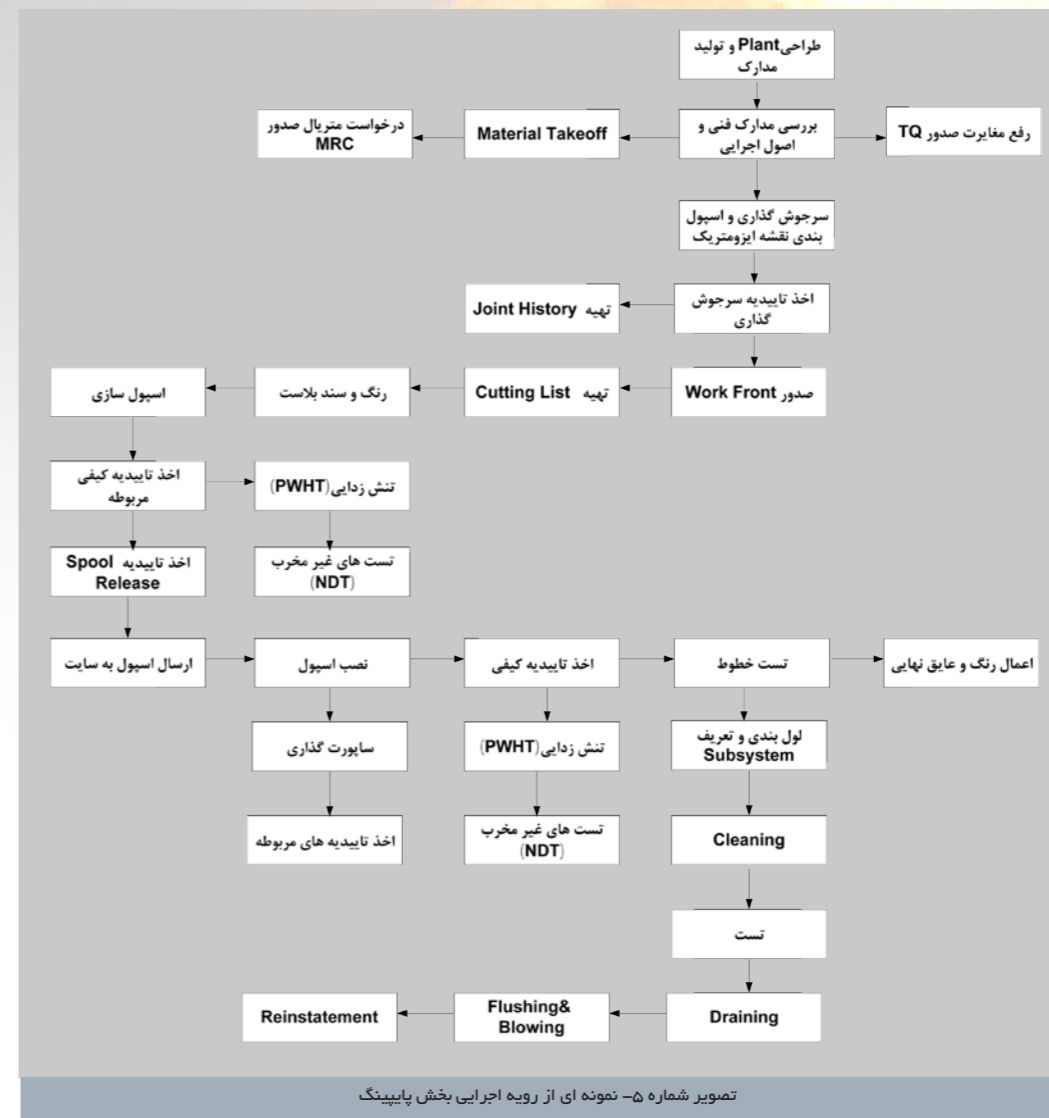 طراحیPlant و تولید
مدارک
رفع مغایرت صدور TQ
بررسی مدارک فنی و
اصول اجرایی
Material Takeoff
درخواست متریال صدور
MRC
سرجوش گذاری و اسپول
بندی نقشه ایزومتریک
اخذ تاییدیه سرجوش
گذاری
تهیه Joint History
صدور Work Front
تهیه Cutting List
رنگ و سند بلاست
اسپول سازی
اخذ تاییدیه کیفی
مربوطه
تنش زدایی(PWHT)
اخذ تاییدیه Spool
Release
تست های غیر مخرب
(NDT)
ارسال اسپول به سایت
نصب اسپول
اخذ تاییدیه کیفی
تست خطوط
اعمال رنگ و عایق نهایی
ساپورت گذاری
تنش زدایی(PWHT)
لول بندی و تعریف
Subsystem
اخذ تاییدیه های مربوطه
تست های غیر مخرب
(NDT)
Cleaning
تست
Draining
Flushing&
Blowing
Reinstatement
تصویر شماره ۵- نمونه ای از رویه اجرایی بخش پایپینگ